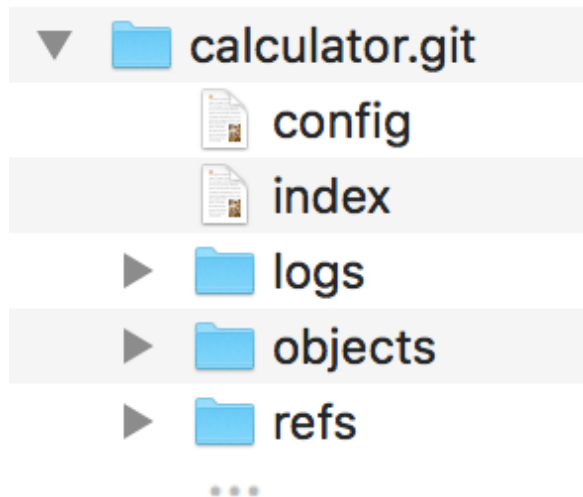 calculator.git
config
index
logs
objects
refs
...